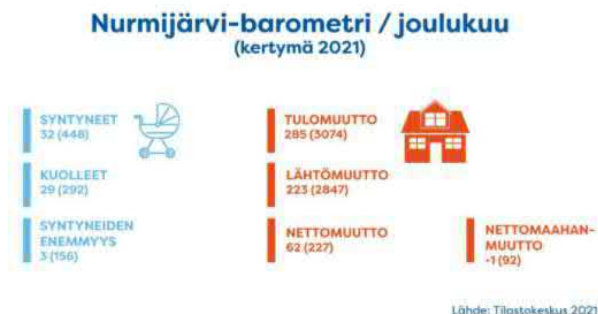 Nurmijärvi-barometri / joulukuu
(kertymä 2021)
SYNTYNEET
32 (448)
KUOLLEET
29 (292)
SYNTYNEIDEN
ENEMMYYS
3 (156)
TULOMUUTTO
285 (3074)
LÄHTÖMUUTTO
223 (2847)
NETTOMUUTTO
62 (227)
NETTOMAAHAN-
MUUTTO
-1 (92)
Lähde: Tilastokeskus 2021